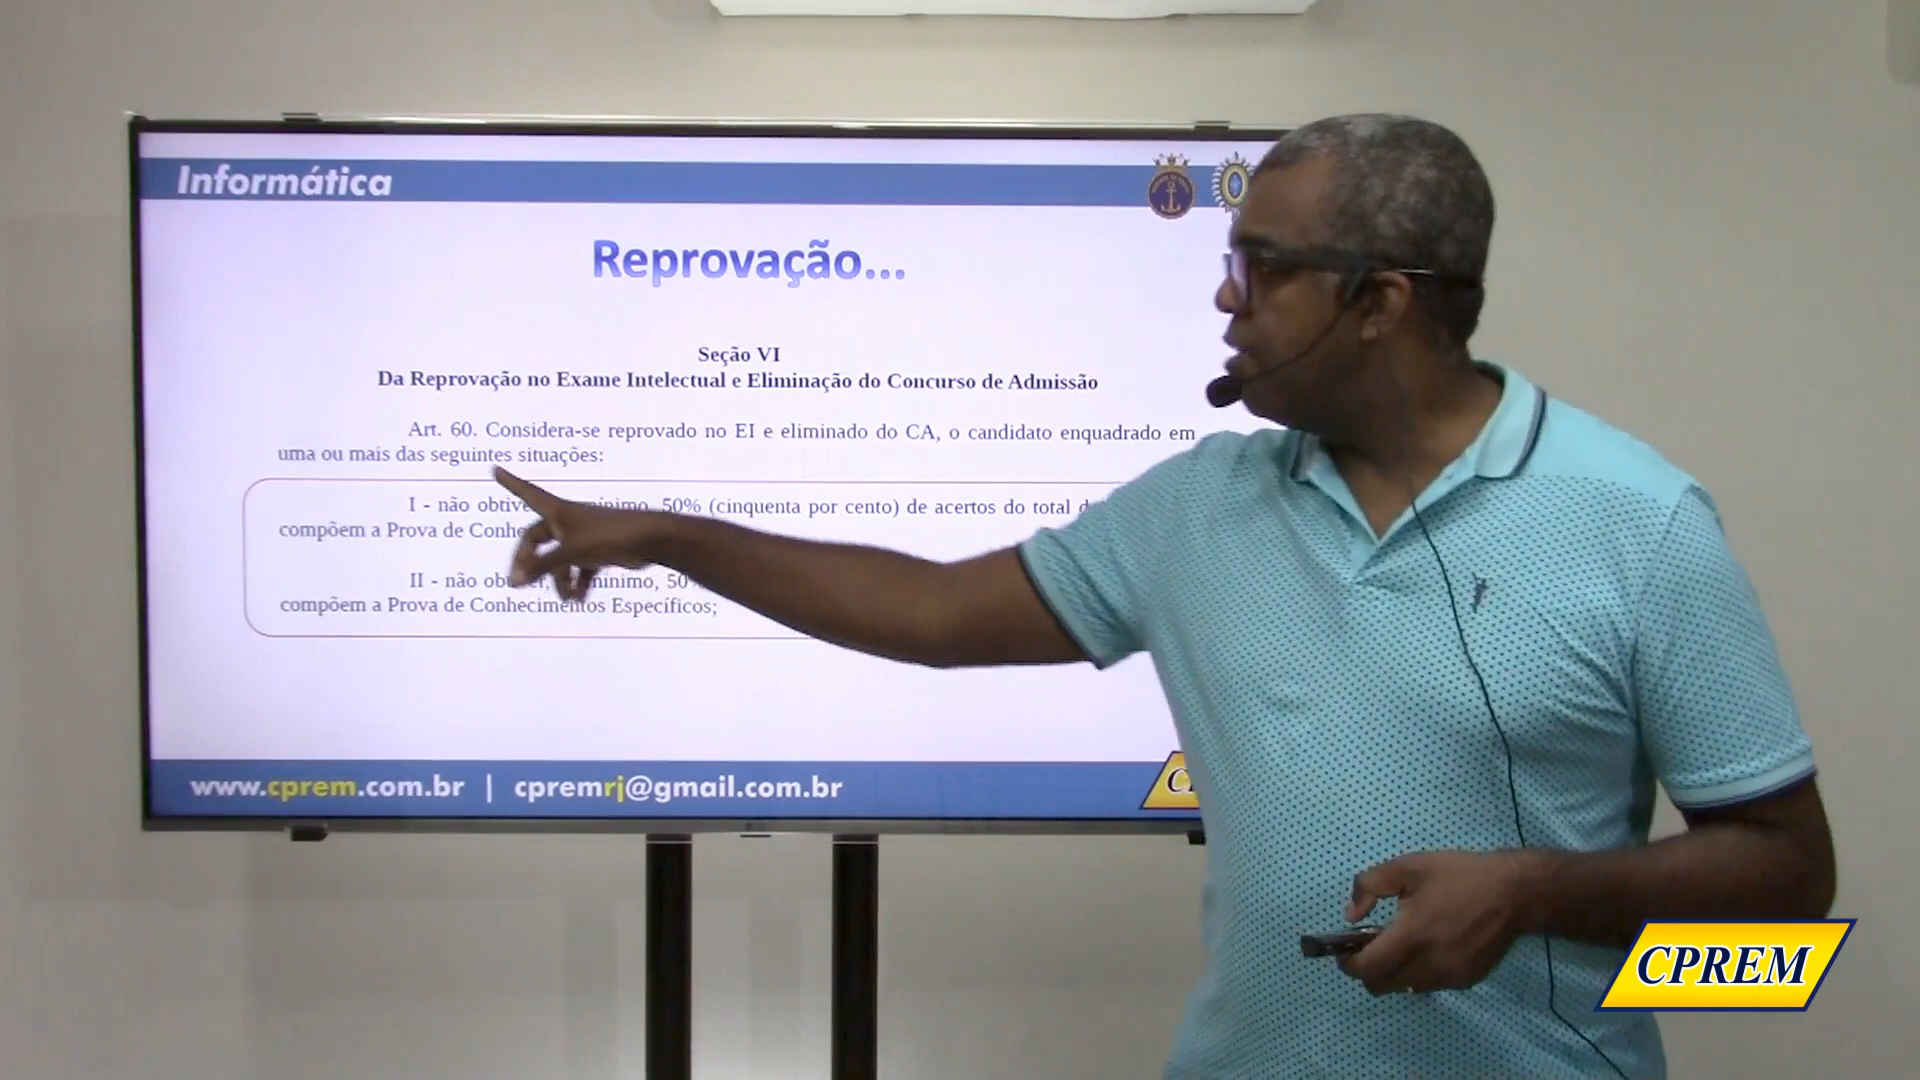 Informática
Reprovação...
Seção VI
Da Reprovação no Exame Intelectual e Eliminação do Concurso de Admissão
Art. 60. Considera-se reprovado no EI e eliminado do CA, o candidato enquadrado em
uma ou mais das seguintes situações:
I - não mínimo, 50% (cinquenta por cento) de acertos do total
compõem a Prova de
II - não mínimo,
compõem a Prova de Conhecimentos Específicos;
www.cprem.com.br | cpremrj@gmail.com.br
CPREM